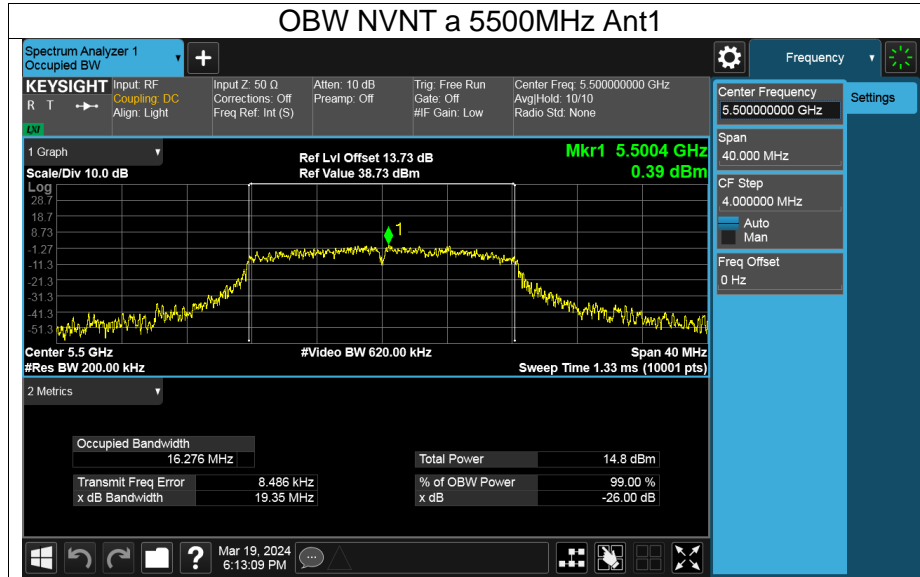 OBW NVNT a 5500MHz Ant1
Spectrum Analyzer 1
Occupied BW
Frequency
KEYSIGHT
R T
LXI
Input: RF
Coupling: DC
Align: Light
Input Z: 50 Ω
Corrections: Off
Freq Ref: Int (S)
Atten: 10 dB
Preamp: Off
Trig: Free Run
Gate: Off
#IF Gain: Low
Center Freq: 5.500000000 GHz
Avg|Hold: 10/10
Radio Std: None
Center Frequency
5.500000000 GHz
Settings
Span
40.000 MHz
CF Step
4.000000 MHz
Auto
Man
Freq Offset
0 Hz
1 Graph
Scale/Div 10.0 dB
Ref Lvl Offset 13.73 dB
Ref Value 38.73 dBm
Mkr1 5.5004 GHz
0.39 dBm
Log
28.7
18.7
8.73
-1.27
-11.3
-21.3
-31.3
-41.3
-51.3
1
Center 5.5 GHz
#Res BW 200.00 kHz
#Video BW 620.00 kHz
Span 40 MHz
Sweep Time 1.33 ms (10001 pts)
2 Metrics
Occupied Bandwidth
16.276 MHz
Transmit Freq Error 8.486 kHz
x dB Bandwidth 19.35 MHz
Total Power 14.8 dBm
% of OBW Power 99.00 %
x dB -26.00 dB
?
Mar 19, 2024
6:13:09 PM